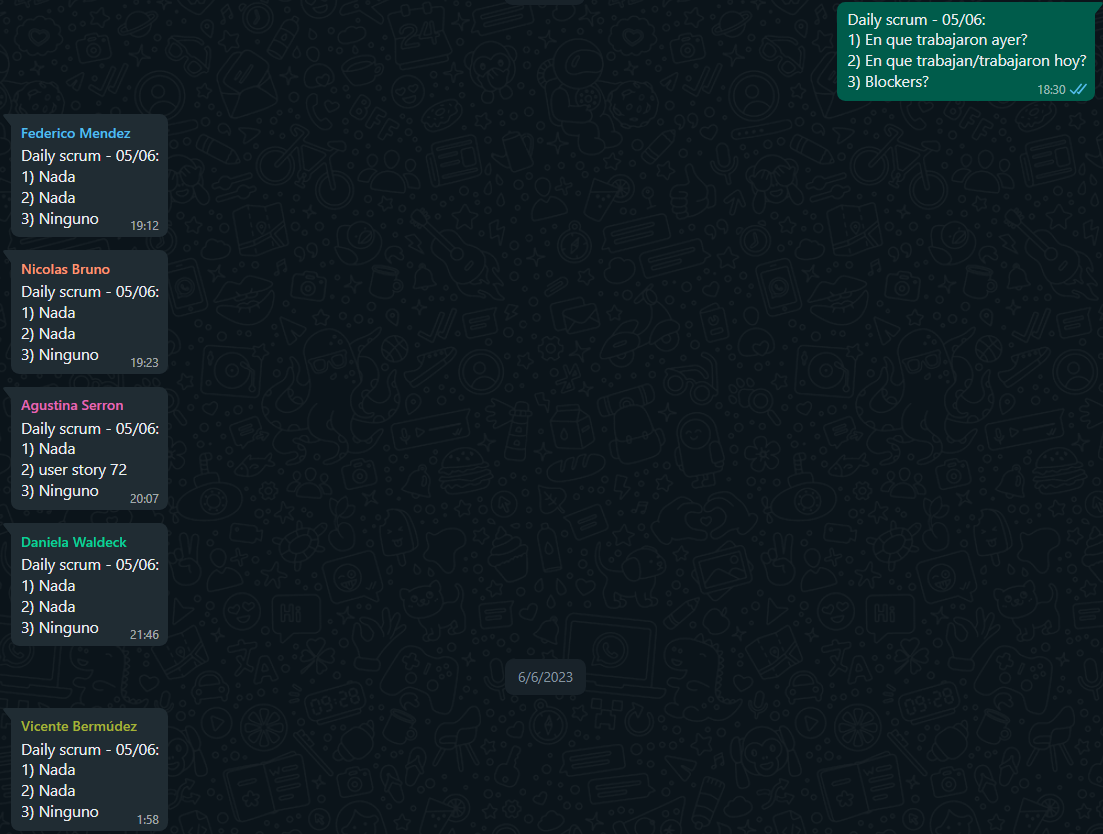 Daily scrum - 05/06:
1) En que trabajaron ayer?
2) En que trabajan/trabajaron hoy?
3) Blockers?
18:30
Federico Mendez
Daily scrum - 05/06:
1) Nada
2) Nada
3) Ninguno
19:12
Nicolas Bruno
Daily scrum - 05/06:
1) Nada
2) Nada
3) Ninguno
19:23
Agustina Serron
Daily scrum - 05/06:
1) Nada
2) user story 72
3) Ninguno
20:07
Daniela Waldeck
Daily scrum - 05/06:
1) Nada
2) Nada
3) Ninguno
21:46
6/6/2023
Vicente Bermúdez
Daily scrum - 05/06:
1) Nada
2) Nada
3) Ninguno
1:58